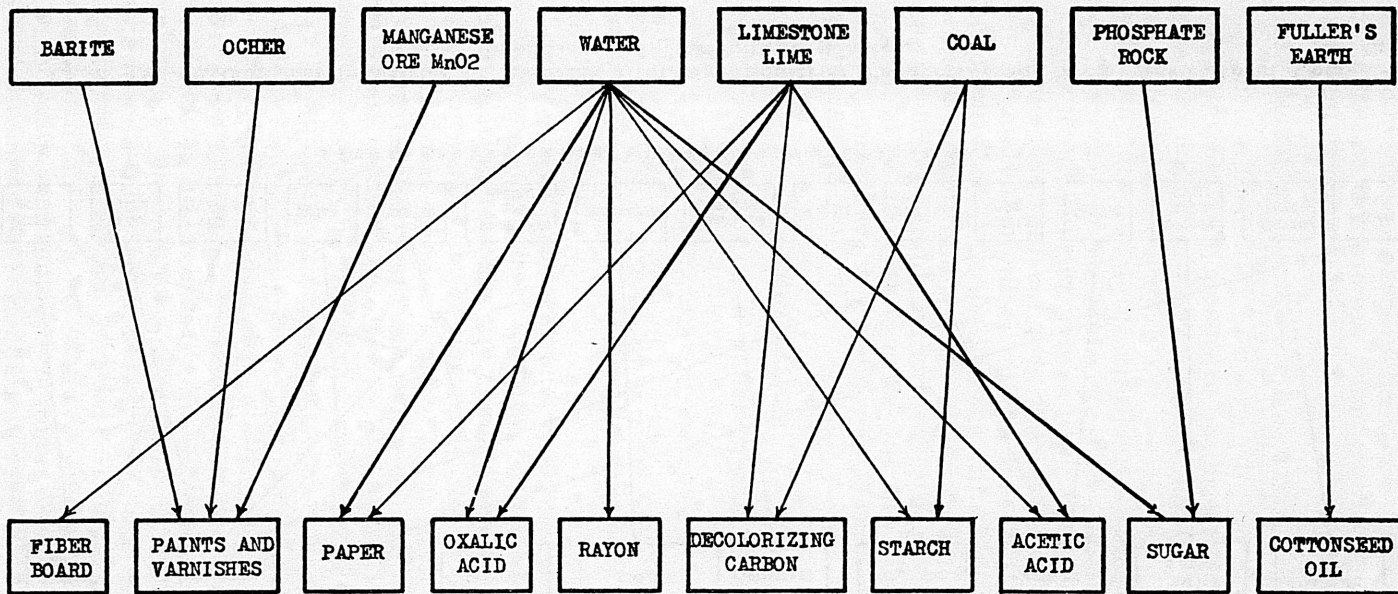 BARITE
OCHER
MANGANESE
ORE MnO2
WATER
LIMESTONE
LIME
COAL
PHOSPHATE
ROCK
FULLER'S
EARTH
FIBER
BOARD
PAINTS AND
VARNISHES
PAPER
OXALIC
ACID
RAYON
DECOLORIZING
CARBON
STARCH
ACETIC
ACID
SUGAR
COTTONSEED
OIL